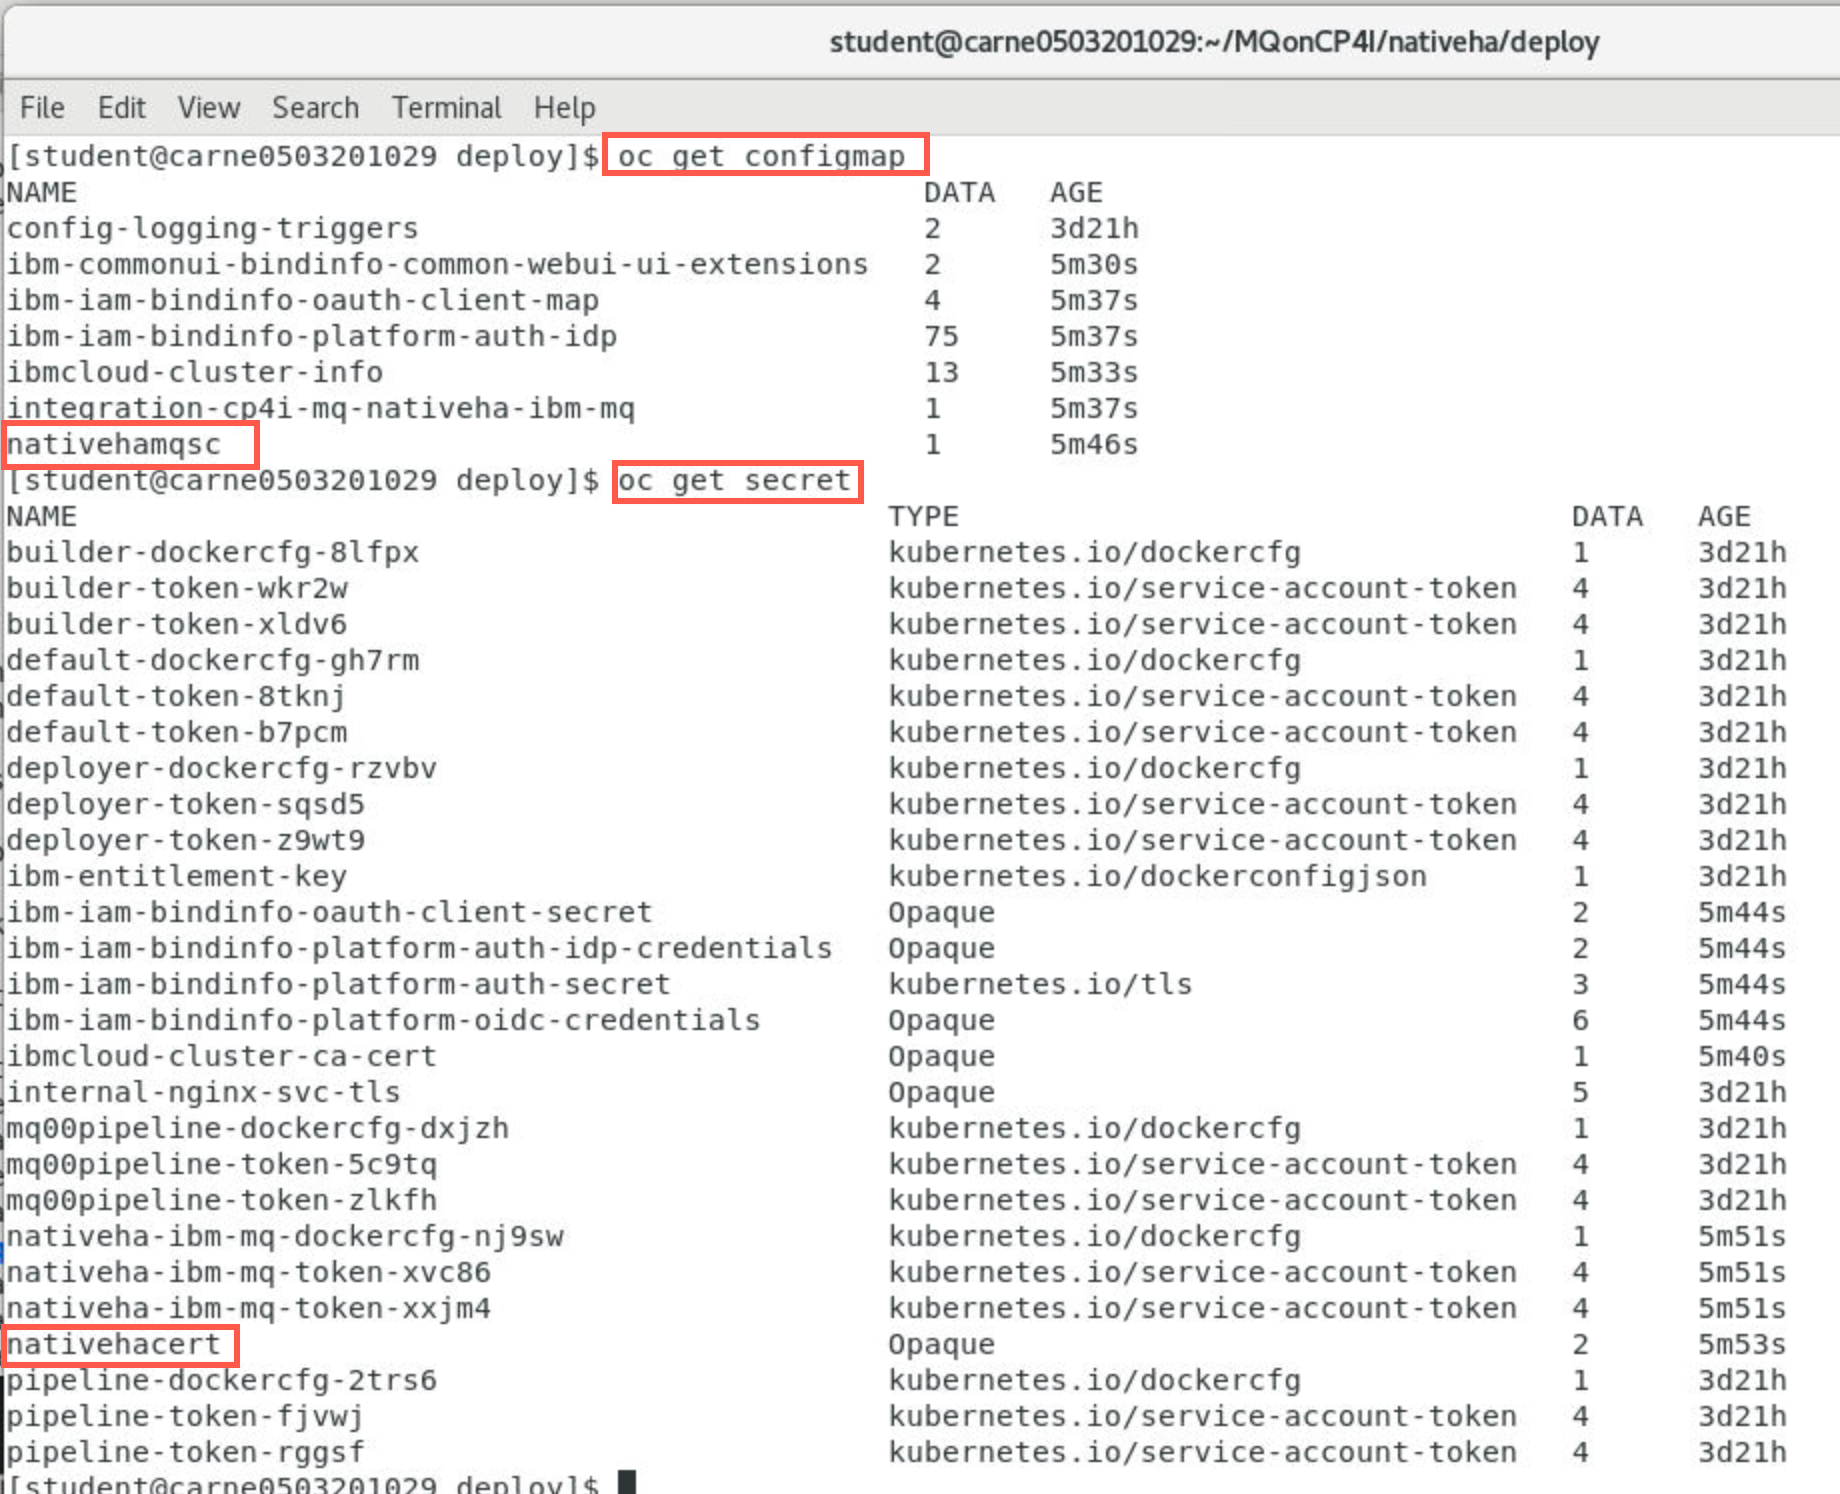 student@carne0503201029:~/MQonCP4I/nativeha/deploy
File Edit View Search Terminal Help
[student@carne0503201029 deploy]$ oc get configmap
NAME DATA AGE
config-logging-triggers 2 3d21h
ibm-commonui-bindinfo-common-webui-ui-extensions 2 5m30s
ibm-iam-bindinfo-oauth-client-map 4 5m37s
ibm-iam-bindinfo-platform-auth-idp 75 5m37s
ibmcloud-cluster-info 13 5m33s
integration-cp4i-mq-nativeha-ibm-mq 1 5m37s
nativehamqsc 1 5m46s
[student@carne0503201029 deploy]$ oc get secret
NAME TYPE DATA AGE
builder-dockercfg-8lfpx kubernetes.io/dockercfg 1 3d21h
builder-token-wkr2w kubernetes.io/service-account-token 4 3d21h
builder-token-xldv6 kubernetes.io/service-account-token 4 3d21h
default-dockercfg-gh7rm kubernetes.io/dockercfg 1 3d21h
default-token-8tknj kubernetes.io/service-account-token 4 3d21h
default-token-b7pcm kubernetes.io/service-account-token 4 3d21h
deployer-dockercfg-rzvbv kubernetes.io/dockercfg 1 3d21h
deployer-token-sqsd5 kubernetes.io/service-account-token 4 3d21h
deployer-token-z9wt9 kubernetes.io/service-account-token 4 3d21h
ibm-entitlement-key kubernetes.io/dockerconfigjson 1 3d21h
ibm-iam-bindinfo-oauth-client-secret Opaque 2 5m44s
ibm-iam-bindinfo-platform-auth-idp-credentials Opaque 2 5m44s
ibm-iam-bindinfo-platform-auth-secret kubernetes.io/tls 3 5m44s
ibm-iam-bindinfo-platform-oidc-credentials Opaque 6 5m44s
ibmcloud-cluster-ca-cert Opaque 1 5m40s
internal-nginx-svc-tls Opaque 5 3d21h
mq00pipeline-dockercfg-dxjzh kubernetes.io/dockercfg 1 3d21h
mq00pipeline-token-5c9tq kubernetes.io/service-account-token 4 3d21h
mq00pipeline-token-zlkfh kubernetes.io/service-account-token 4 3d21h
nativeha-ibm-mq-dockercfg-nj9sw kubernetes.io/dockercfg 1 5m51s
nativeha-ibm-mq-token-xvc86 kubernetes.io/service-account-token 4 5m51s
nativeha-ibm-mq-token-xxjm4 kubernetes.io/service-account-token 4 5m51s
nativehacert Opaque 2 5m53s
pipeline-dockercfg-2trs6 kubernetes.io/dockercfg 1 3d21h
pipeline-token-fjvwj kubernetes.io/service-account-token 4 3d21h
pipeline-token-rggsf kubernetes.io/service-account-token 4 3d21h
[student@carne0503201029 deploy]$